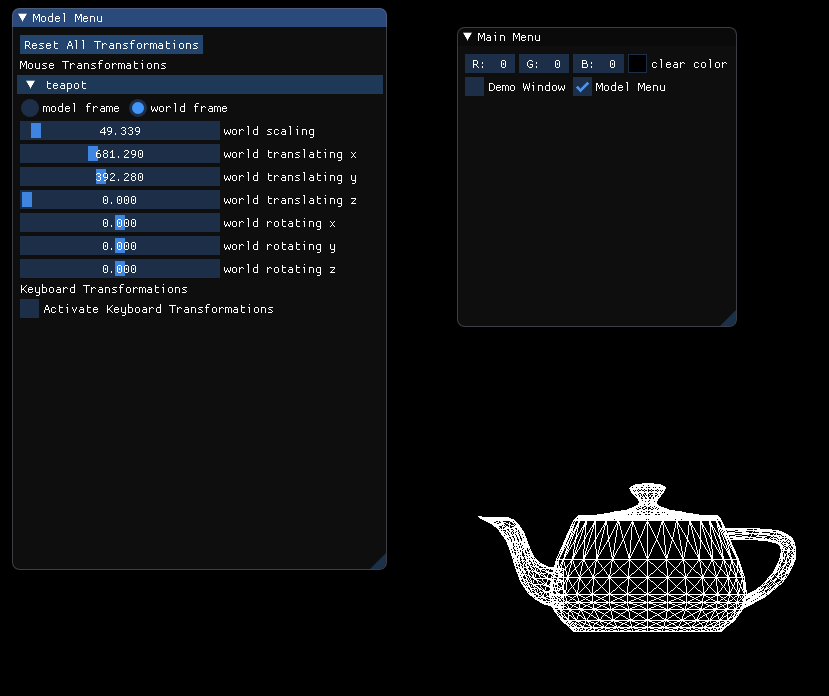 Model Menu
Reset All Transformations
Mouse Transformations
teapot
model frame world frame
49.339 world scaling
681.290 world translating x
392.280 world translating y
0.000 world translating z
0.000 world rotating x
0.000 world rotating y
0.000 world rotating z
Keyboard Transformations
Activate Keyboard Transformations
Main Menu
R: 0 G: 0 B: 0 clear color
Demo Window Model Menu